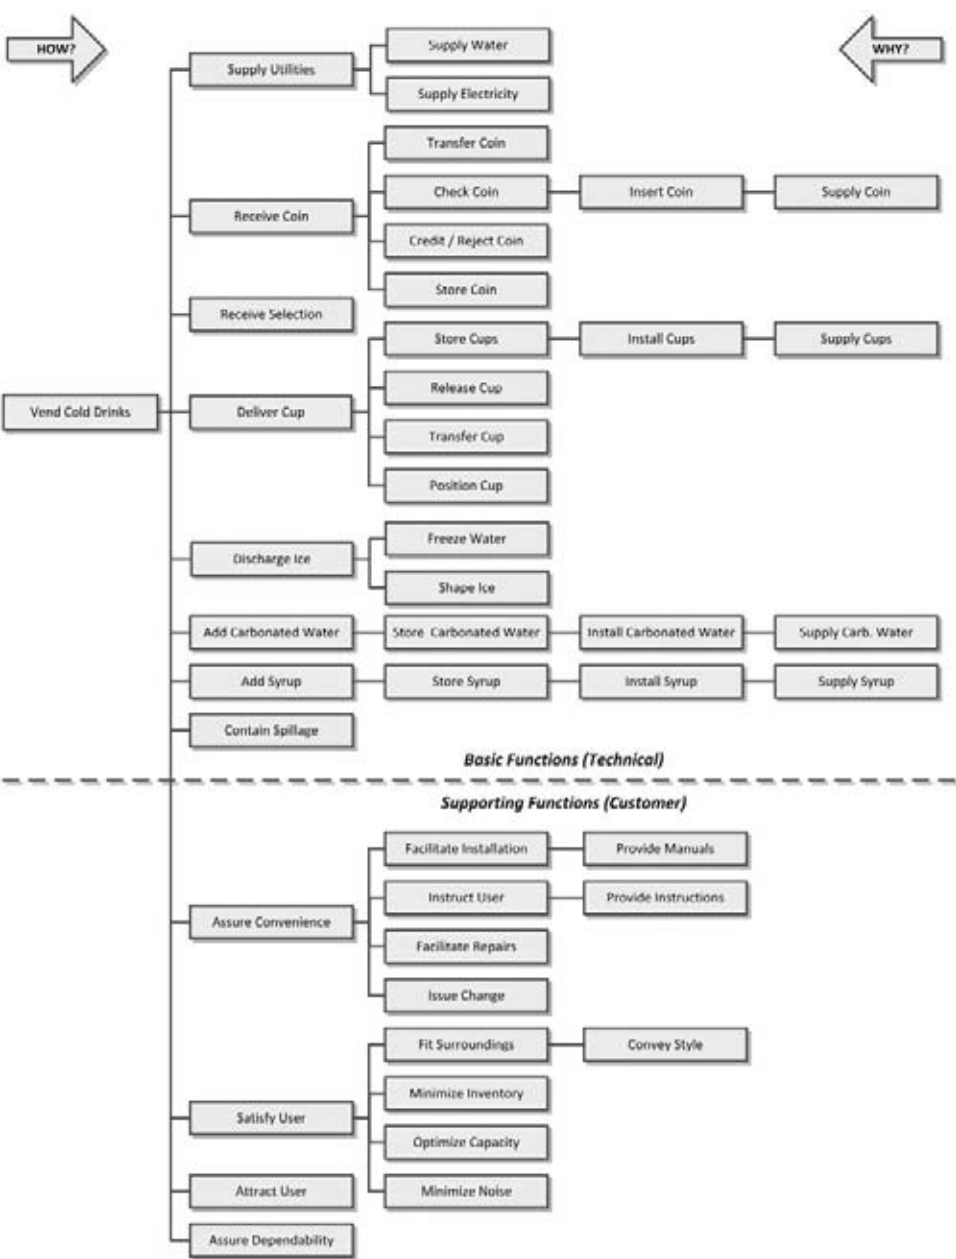 HOW?
WHY?
Supply Water
Supply Utilities
Supply Electricity
Transfer Coin
Check Coin
Insert Coin
Supply Coin
Receive Coin
Credit / Reject Coin
Store Coin
Receive Selection
Store Cups
Install Cups
Supply Cups
Release Cup
Vend Cold Drinks
Deliver Cup
Transfer Cup
Position Cup
Freeze Water
Discharge Ice
Shape Ice
Add Carbonated Water
Store Carbonated Water
Install Carbonated Water
Supply Carb. Water
Add Syrup
Store Syrup
Install Syrup
Supply Syrup
Contain Spillage
Basic Functions (Technical)
Supporting Functions (Customer)
Facilitate Installation
Provide Manuals
Instruct User
Provide Instructions
Assure Convenience
Facilitate Repairs
Issue Change
Fit Surroundings
Convey Style
Minimize Inventory
Satisfy User
Optimize Capacity
Attract User
Minimize Noise
Assure Dependability